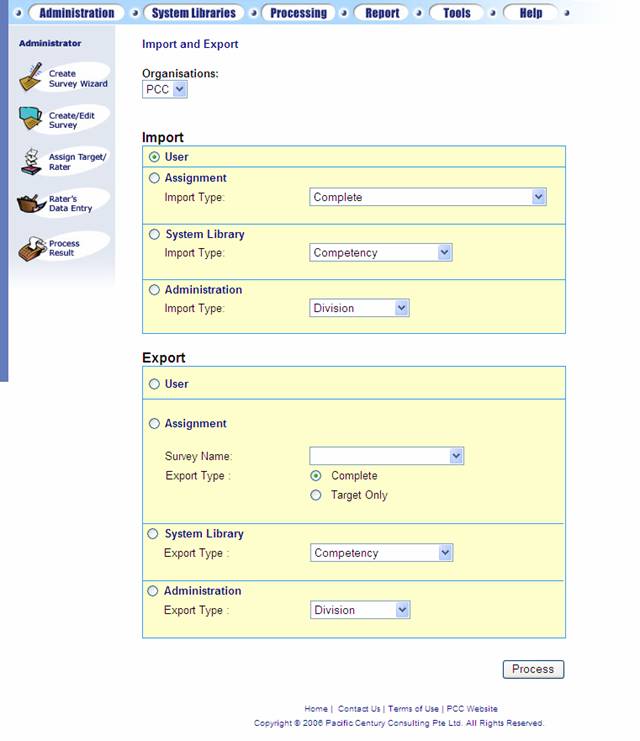 Administration System Libraries Processing Report Tools Help
Administrator
Create
Survey Wizard
Create/Edit
Survey
Assign Target/
Rater
Rater's
Data Entry
Process
Result
Import and Export
Organisations:
PCC
Import
User
Assignment
Import Type: Complete
System Library
Import Type: Competency
Administration
Import Type: Division
Export
User
Assignment
Survey Name:
Export Type : Complete
Target Only
System Library
Export Type : Competency
Administration
Export Type : Division
Process
Home | Contact Us | Terms of Use | PCC Website
Copyright © 2006 Pacific Century Consulting Pte Ltd. All Rights Reserved.